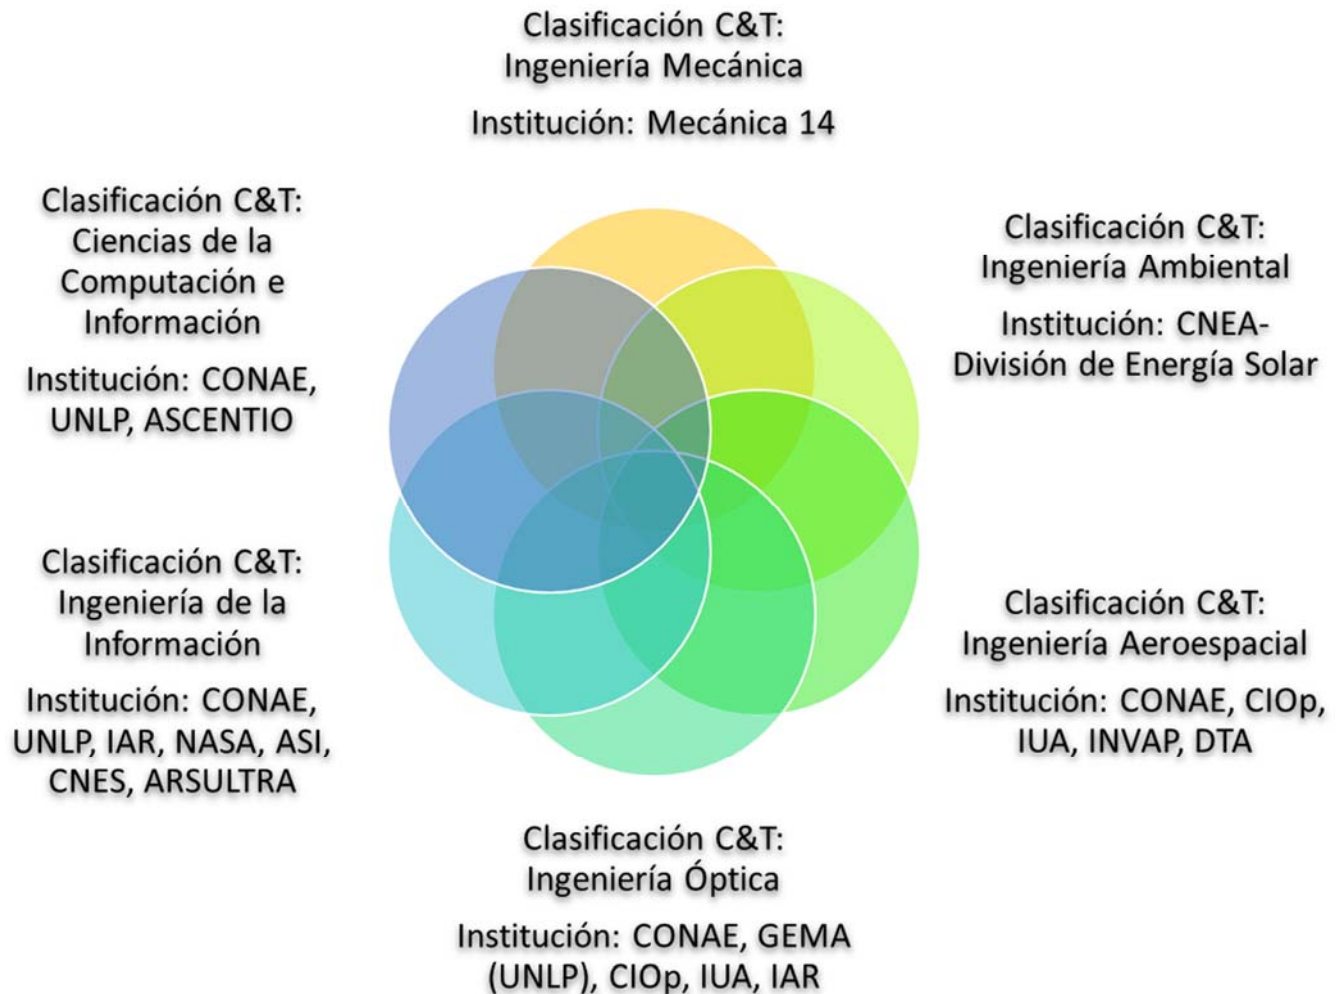 Clasificación C&T:
Ingeniería Mecánica
Institución: Mecánica 14
Clasificación C&T:
Ciencias de la
Computación e
Información
Institución: CONAE,
UNLP, ASCENTIO
Clasificación C&T:
Ingeniería Ambiental
Institución: CNEA-
División de Energía Solar
Clasificación C&T:
Ingeniería de la
Información
Institución: CONAE,
UNLP, IAR, NASA, ASI,
CNES, ARSULTRA
Clasificación C&T:
Ingeniería Aeroespacial
Institución: CONAE, CIOp,
IUA, INVAP, DTA
Clasificación C&T:
Ingeniería Óptica
Institución: CONAE, GEMA
(UNLP), CIOp, IUA, IAR